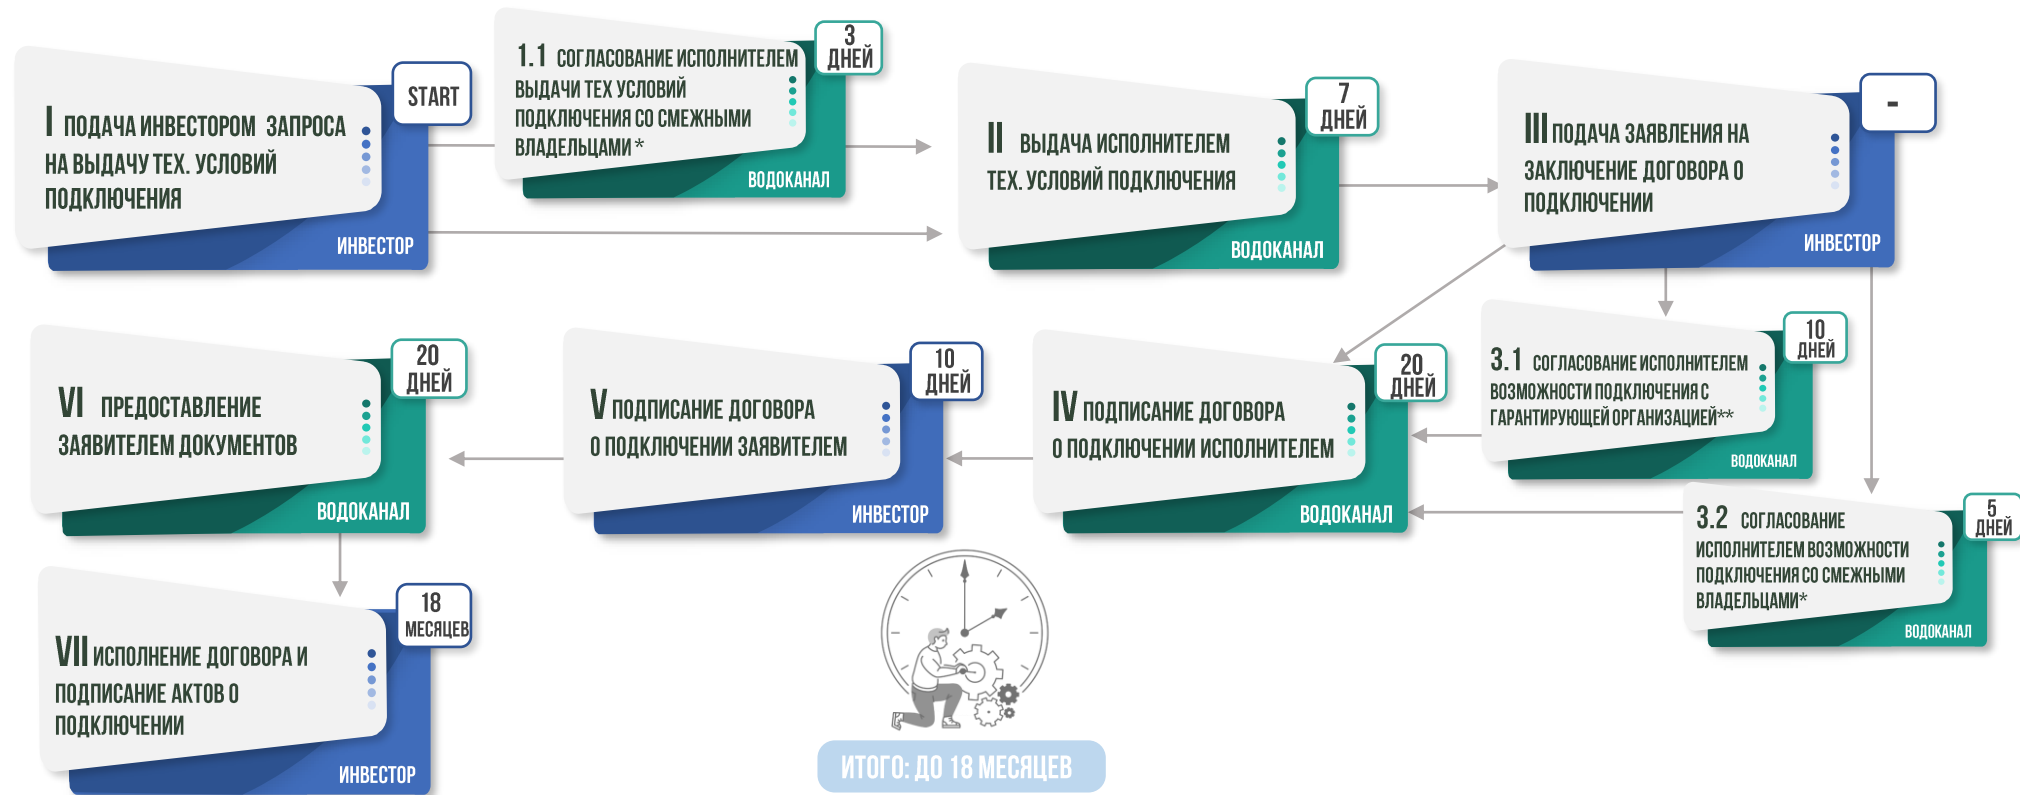 I ПОДАЧА ИНВЕСТОРОМ ЗАПРОСА
НА ВЫДАЧУ ТЕХ. УСЛОВИЙ
ПОДКЛЮЧЕНИЯ
START
ИНВЕСТОР
1.1 СОГЛАСОВАНИЕ ИСПОЛНИТЕЛЕМ
ВЫДАЧИ ТЕХ УСЛОВИЙ
ПОДКЛЮЧЕНИЯ СО СМЕЖНЫМИ
ВЛАДЕЛЬЦАМИ*
3
ДНЕЙ
ВОДОКАНАЛ
II ВЫДАЧА ИСПОЛНИТЕЛЕМ
ТЕХ. УСЛОВИЙ ПОДКЛЮЧЕНИЯ
7
ДНЕЙ
ВОДОКАНАЛ
III ПОДАЧА ЗАЯВЛЕНИЯ НА
ЗАКЛЮЧЕНИЕ ДОГОВОРА О
ПОДКЛЮЧЕНИИ
-
ИНВЕСТОР
3.1 СОГЛАСОВАНИЕ ИСПОЛНИТЕЛЕМ
ВОЗМОЖНОСТИ ПОДКЛЮЧЕНИЯ С
ГАРАНТИРУЮЩЕЙ ОРГАНИЗАЦИЕЙ**
10
ДНЕЙ
ВОДОКАНАЛ
3.2 СОГЛАСОВАНИЕ
ИСПОЛНИТЕЛЕМ ВОЗМОЖНОСТИ
ПОДКЛЮЧЕНИЯ СО СМЕЖНЫМИ
ВЛАДЕЛЬЦАМИ*
5
ДНЕЙ
ВОДОКАНАЛ
IV ПОДПИСАНИЕ ДОГОВОРА
О ПОДКЛЮЧЕНИИ ИСПОЛНИТЕЛЕМ
20
ДНЕЙ
ВОДОКАНАЛ
V ПОДПИСАНИЕ ДОГОВОРА
О ПОДКЛЮЧЕНИИ ЗАЯВИТЕЛЕМ
10
ДНЕЙ
ИНВЕСТОР
VI ПРЕДОСТАВЛЕНИЕ
ЗАЯВИТЕЛЕМ ДОКУМЕНТОВ
20
ДНЕЙ
ВОДОКАНАЛ
VII ИСПОЛНЕНИЕ ДОГОВОРА И
ПОДПИСАНИЕ АКТОВ О
ПОДКЛЮЧЕНИИ
18
МЕСЯЦЕВ
ИНВЕСТОР
ИТОГО: ДО 18 МЕСЯЦЕВ